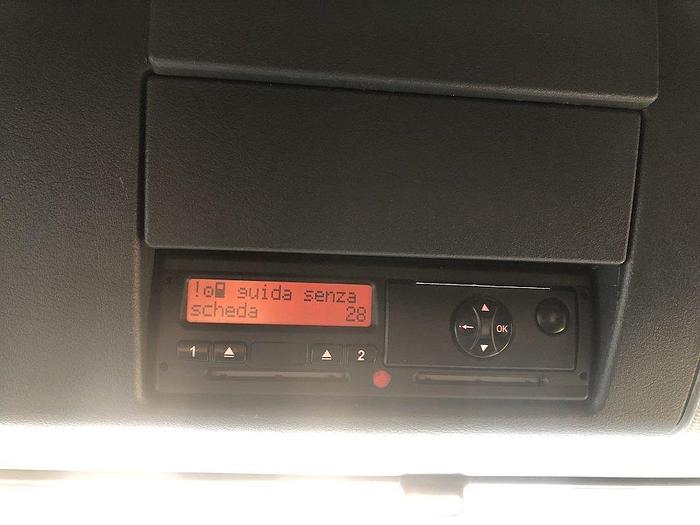 ! guida senza
scheda 28
1 2
OK